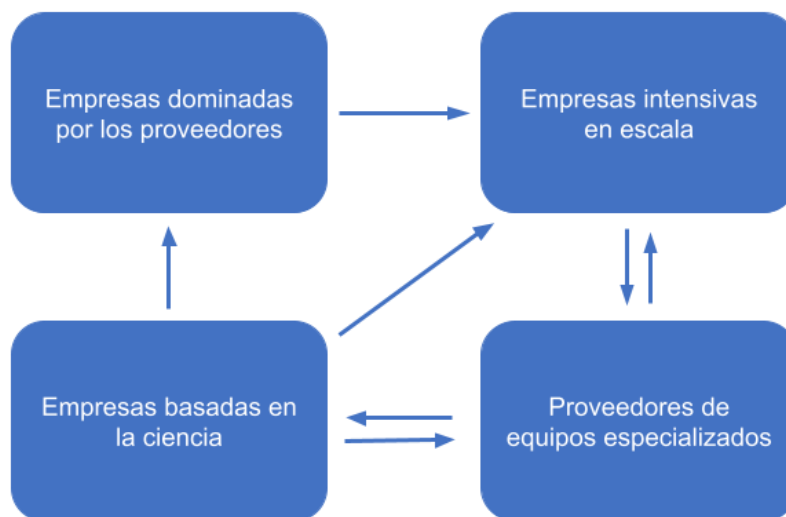 Empresas dominadas
por los proveedores
Empresas intensivas
en escala
Empresas basadas en
la ciencia
Proveedores de
equipos especializados